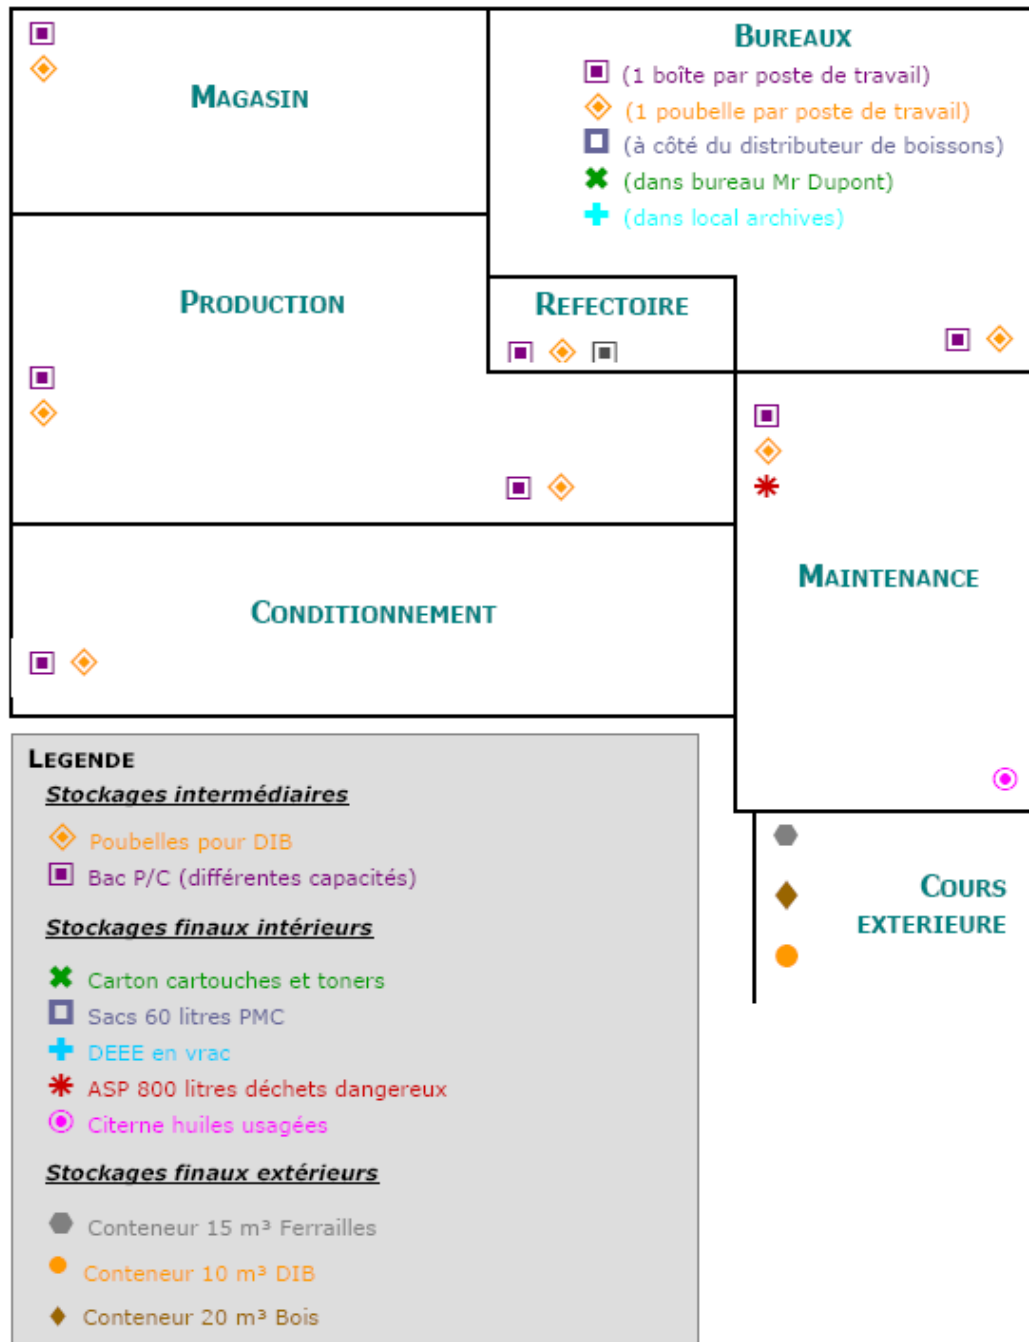 MAGASIN
BUREAUX
(1 boîte par poste de travail)
(1 poubelle par poste de travail)
(à côté du distributeur de boissons)
(dans bureau Mr Dupont)
(dans local archives)
PRODUCTION
REFECTOIRE
MAINTENANCE
CONDITIONNEMENT
COURS
EXTERIEURE
LEGENDE
Stockages intermédiaires
Poubelles pour DIB
Bac P/C (différentes capacités)
Stockages finaux intérieurs
Carton cartouches et toners
Sacs 60 litres PMC
DEEE en vrac
ASP 800 litres déchets dangereux
Citerne huiles usagées
Stockages finaux extérieurs
Conteneur 15 m³ Ferrailles
Conteneur 10 m³ DIB
Conteneur 20 m³ Bois